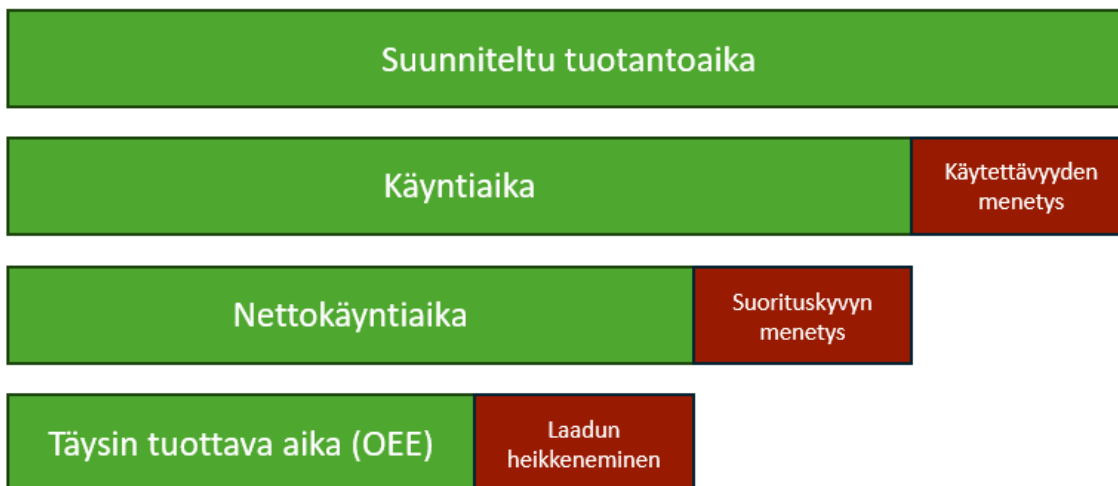 Suunniteltu tuotantoaika
Käyntiaika
Käytettävyyden
menetys
Nettokäyntiaika
Suorituskyvyn
menetys
Täysin tuottava aika (OEE)
Laadun
heikkeneminen